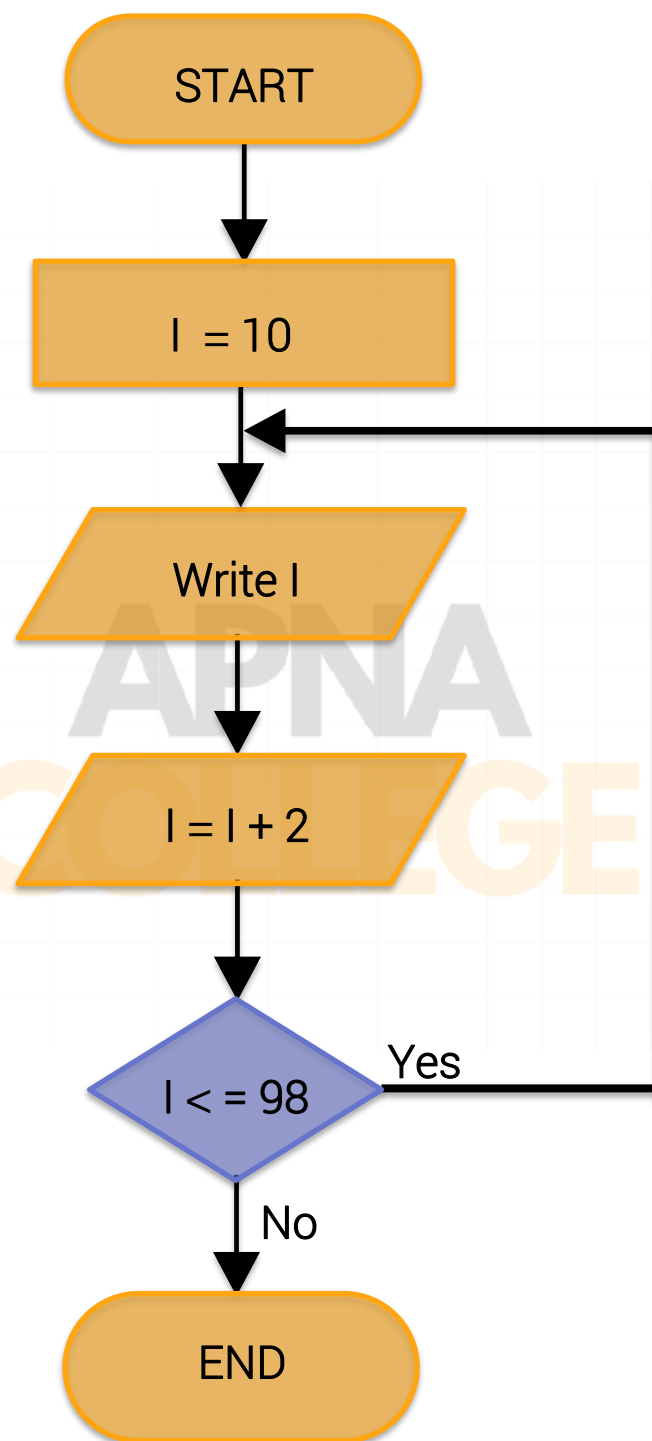 START
I = 10
Write I
APNA
I = I + 2
COLLEGE
Yes
I < = 98
No
END